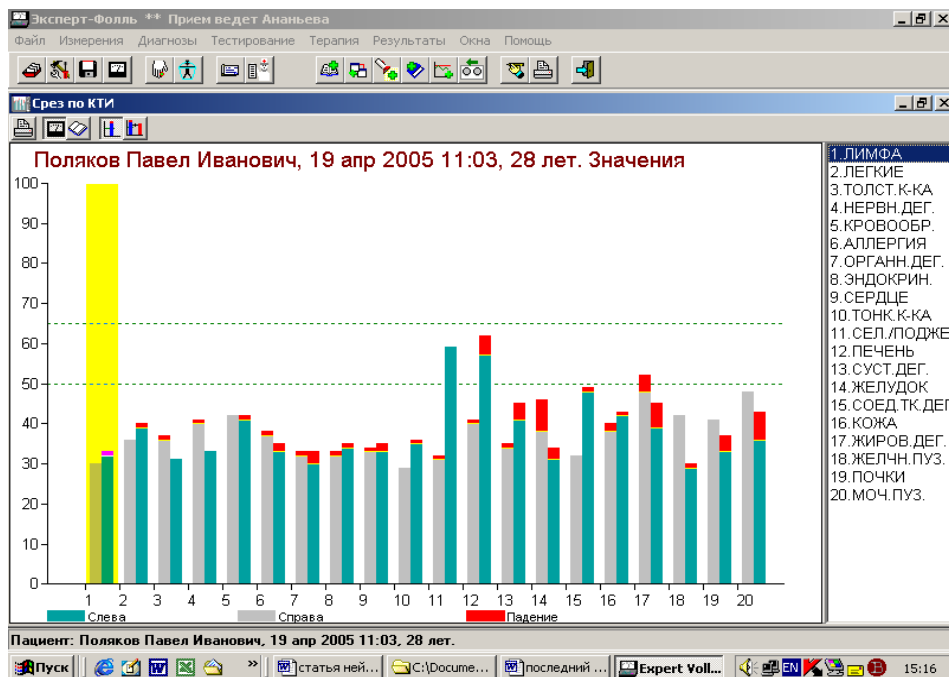 Эксперт-Фолль ** Прием ведет Ананьева
Файл Измерения Диагнозы Тестирование Терапия Результаты Окна Помощь
Срез по КТИ
Поляков Павел Иванович, 19 апр 2005 11:03, 28 лет. Значения
100
90
80
70
60
50
40
30
20
10
0
1 2 3 4 5 6 7 8 9 10 11 12 13 14 15 16 17 18 19 20
Слева Справа Падение
1.ЛИМФА
2.ЛЕГКИЕ
3.ТОЛСТ.К-КА
4.НЕРВН.ДЕГ.
5.КРОВООБР.
6.АЛЛЕРГИЯ
7.ОРГАНН.ДЕГ.
8.ЭНДОКРИН.
9.СЕРДЦЕ
10.ТОНК.К-КА
11.СЕЛ./ПОДЖЕ
12.ПЕЧЕНЬ
13.СУСТ.ДЕГ.
14.ЖЕЛУДОК
15.СОЕД.ТК.ДЕГ
16.КОЖА
17.ЖИРОВ.ДЕГ.
18.ЖЕЛЧН.ПУЗ.
19.ПОЧКИ
20.МОЧ.ПУЗ.
Пациент: Поляков Павел Иванович, 19 апр 2005 11:03, 28 лет.
Пуск » статья ней... C:\Docume... последний ... Expert Voll... EN 15:16